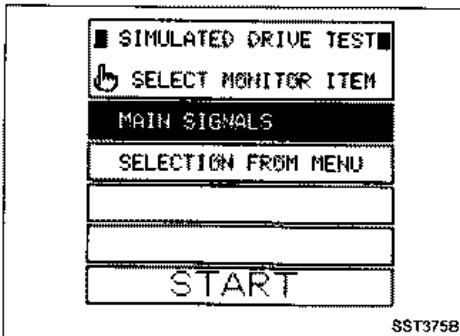 SIMULATED DRIVE TEST
SELECT MONITOR ITEM
MAIN SIGNALS
SELECTION FROM MENU
START
SST375B